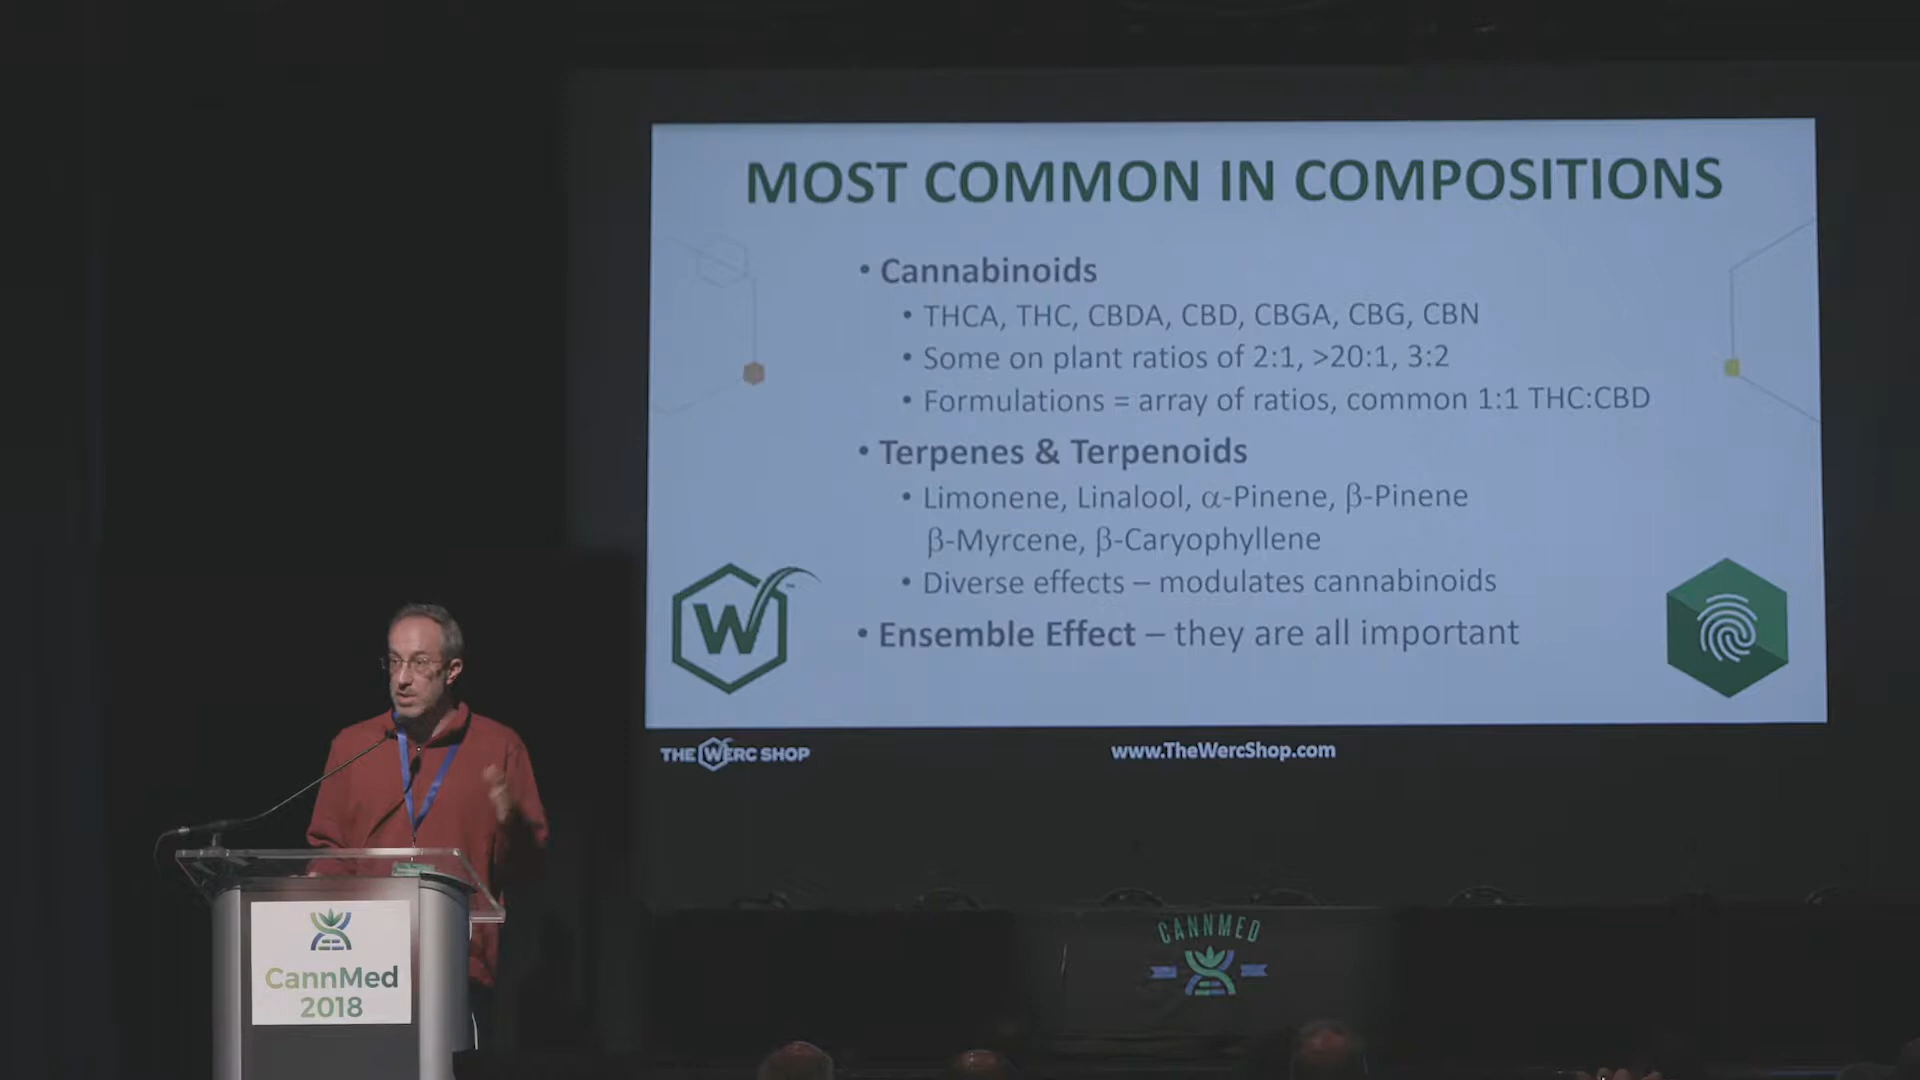 MOST COMMON IN COMPOSITIONS
• Cannabinoids
• THCA, THC, CBDA, CBD, CBGA, CBG, CBN
• Some on plant ratios of 2:1, >20:1, 3:2
• Formulations = array of ratios, common 1:1 THC:CBD
• Terpenes & Terpenoids
• Limonene, Linalool, α-Pinene, β-Pinene
β-Myrcene, β-Caryophyllene
• Diverse effects – modulates cannabinoids
• Ensemble Effect – they are all important
W
THE WERC SHOP
www.TheWercShop.com
CannMed
2018
CANNMED